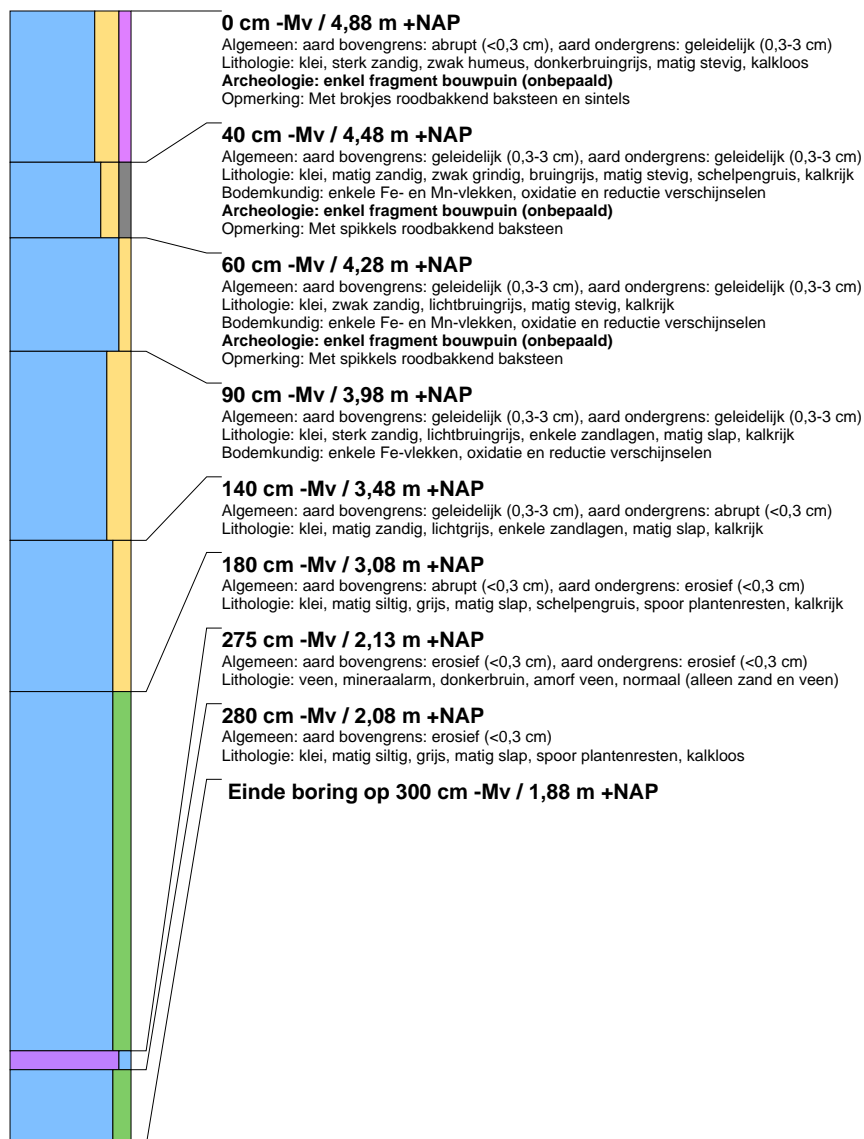 0 cm -Mv / 4,88 m +NAP
Algemeen: aard bovengrens: abrupt (<0,3 cm), aard ondergrens: geleidelijk (0,3-3 cm)
Lithologie: klei, sterk zandig, zwak humeus, donkerbruingrijs, matig stevig, kalkloos
Archeologie: enkel fragment bouwpuin (onbepaald)
Opmerking: Met brokjes roodbakkend baksteen en sintels
40 cm -Mv / 4,48 m +NAP
Algemeen: aard bovengrens: geleidelijk (0,3-3 cm), aard ondergrens: geleidelijk (0,3-3 cm)
Lithologie: klei, matig zandig, zwak grindig, bruingrijs, matig stevig, schelpengruis, kalkrijk
Bodemkundig: enkele Fe- en Mn-vlekken, oxidatie en reductie verschijnselen
Archeologie: enkel fragment bouwpuin (onbepaald)
Opmerking: Met spikkels roodbakkend baksteen
60 cm -Mv / 4,28 m +NAP
Algemeen: aard bovengrens: geleidelijk (0,3-3 cm), aard ondergrens: geleidelijk (0,3-3 cm)
Lithologie: klei, zwak zandig, lichtbruingrijs, matig stevig, kalkrijk
Bodemkundig: enkele Fe- en Mn-vlekken, oxidatie en reductie verschijnselen
Archeologie: enkel fragment bouwpuin (onbepaald)
Opmerking: Met spikkels roodbakkend baksteen
90 cm -Mv / 3,98 m +NAP
Algemeen: aard bovengrens: geleidelijk (0,3-3 cm), aard ondergrens: geleidelijk (0,3-3 cm)
Lithologie: klei, sterk zandig, lichtbruingrijs, enkele zandlagen, matig slap, kalkrijk
Bodemkundig: enkele Fe-vlekken, oxidatie en reductie verschijnselen
140 cm -Mv / 3,48 m +NAP
Algemeen: aard bovengrens: geleidelijk (0,3-3 cm), aard ondergrens: abrupt (<0,3 cm)
Lithologie: klei, matig zandig, lichtgrijs, enkele zandlagen, matig slap, kalkrijk
180 cm -Mv / 3,08 m +NAP
Algemeen: aard bovengrens: abrupt (<0,3 cm), aard ondergrens: erosief (<0,3 cm)
Lithologie: klei, matig siltig, grijs, matig slap, schelpengruis, spoor plantenresten, kalkrijk
275 cm -Mv / 2,13 m +NAP
Algemeen: aard bovengrens: erosief (<0,3 cm), aard ondergrens: erosief (<0,3 cm)
Lithologie: veen, mineraalarm, donkerbruin, amorf veen, normaal (alleen zand en veen)
280 cm -Mv / 2,08 m +NAP
Algemeen: aard bovengrens: erosief (<0,3 cm)
Lithologie: klei, matig siltig, grijs, matig slap, spoor plantenresten, kalkloos
Einde boring op 300 cm -Mv / 1,88 m +NAP